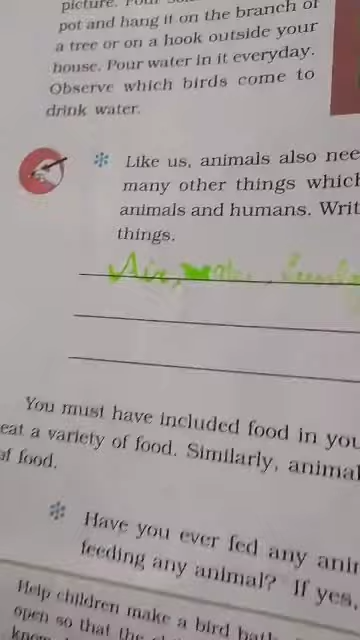 picture.
pot and hang it on the branch of
a tree or on a hook outside your
house. Pour water in it everyday.
Observe which birds come to
drink water.
Like us, animals also nee
many other things which
animals and humans. Writ
things.
Air,
You must have included food in you
eat a variety of food. Similarly, animal
of food.
Have you ever fed any anim
feeding any animal? If yes,
Help children make a bird bath
open so that the
know